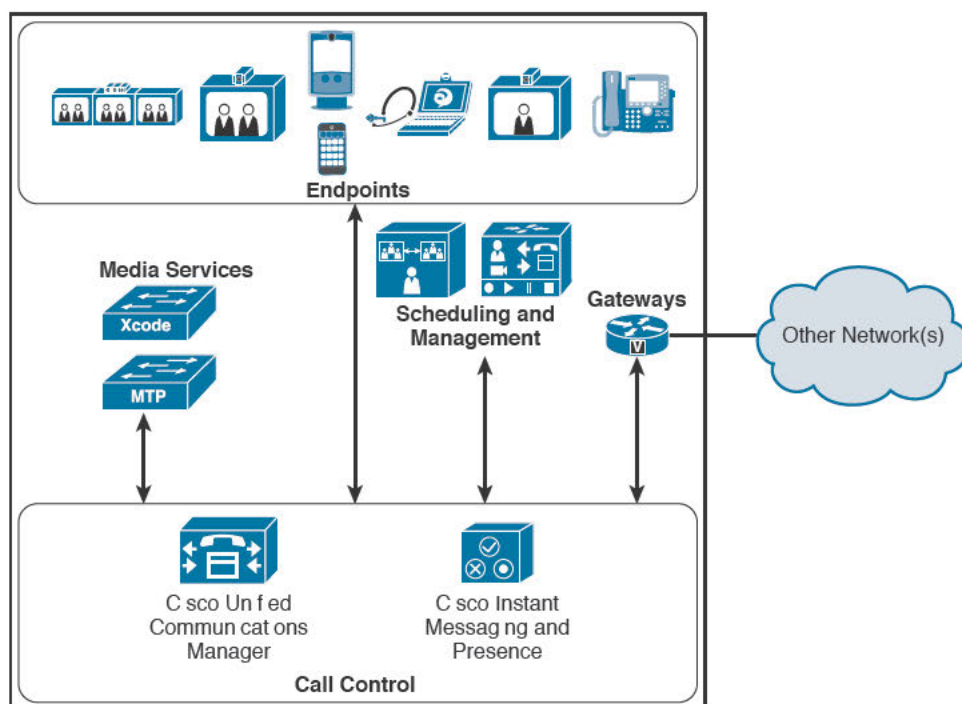 Endpoints
Media Services
Xcode
MTP
Scheduling and
Management
Gateways
V
Other Network(s)
C sco Un f ed
Commun cat ons
Manager
C sco Instant
Messag ng and
Presence
Call Control